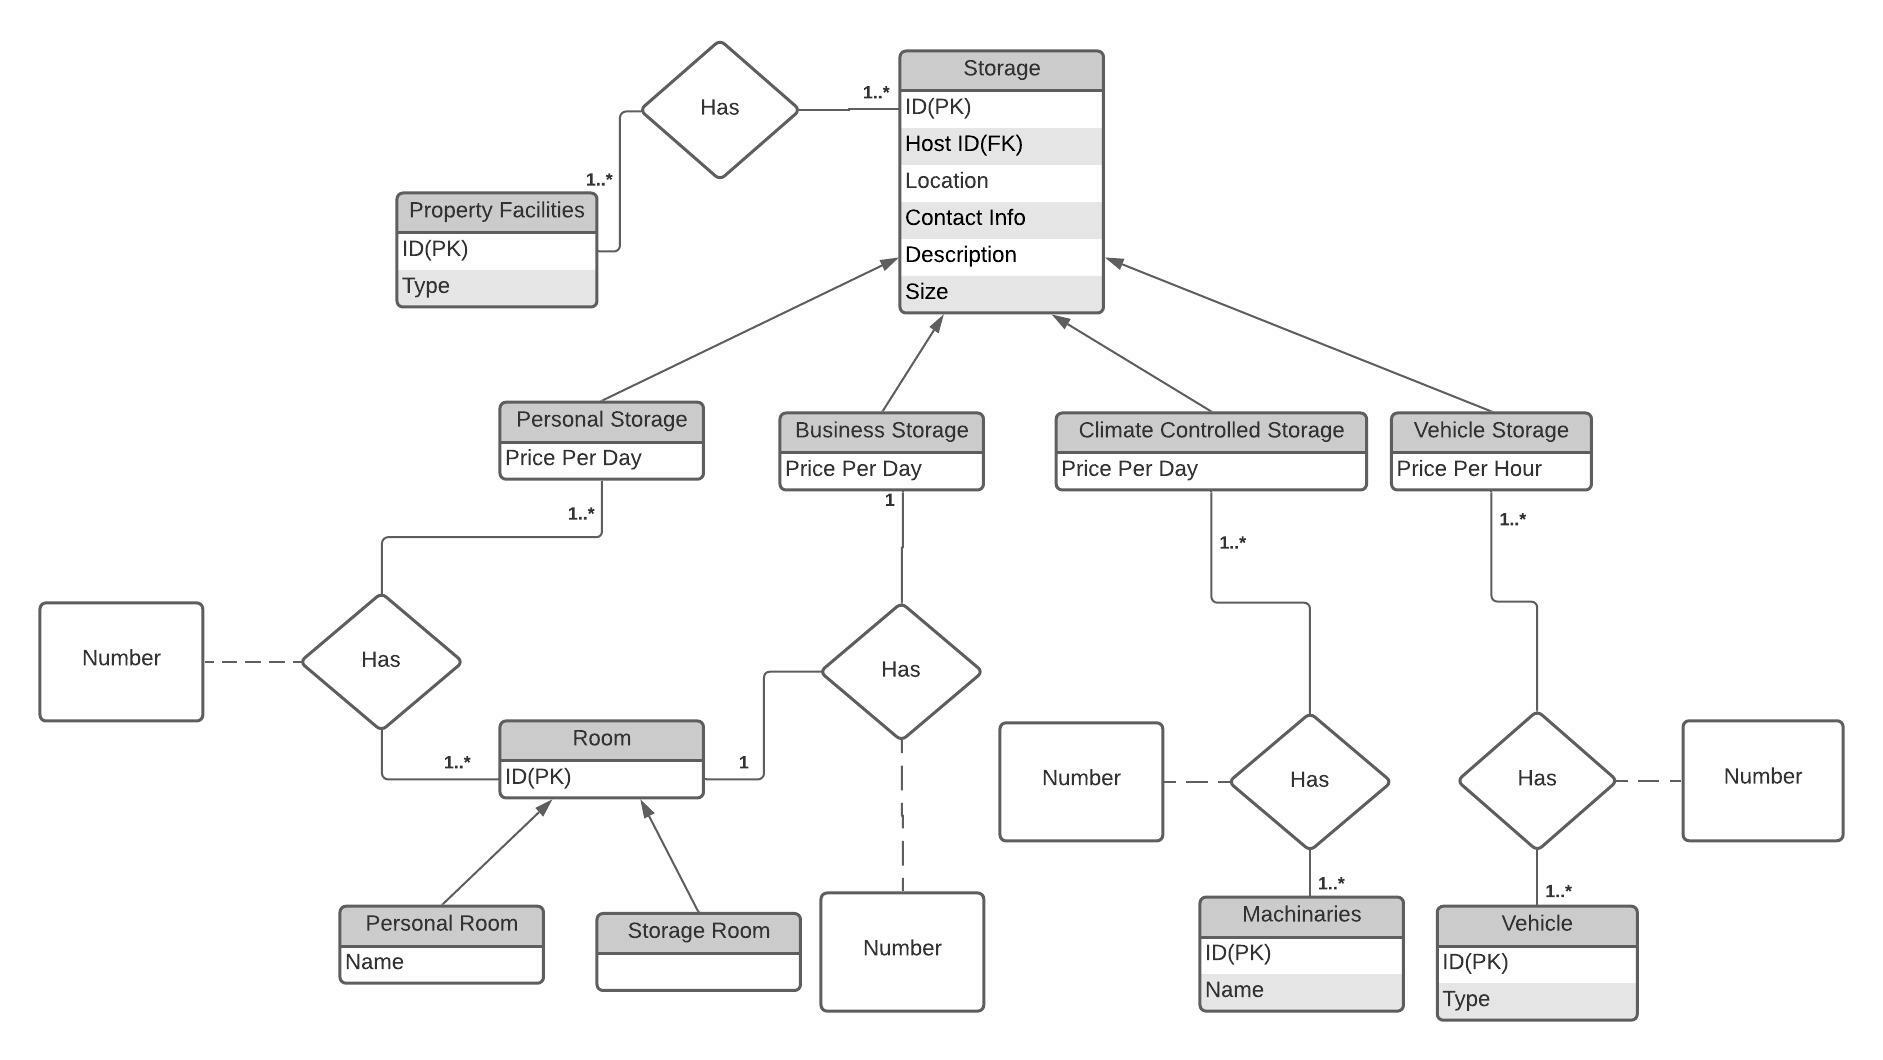 Has
1..*
1..*
Storage
ID(PK)
Host ID(FK)
Location
Contact Info
Description
Size
Property Facilities
ID(PK)
Type
Personal Storage
Price Per Day
Business Storage
Price Per Day
Climate Controlled Storage
Price Per Day
Vehicle Storage
Price Per Hour
1..*
1
1..*
1..*
Number
Has
Has
1..*
Room
ID(PK)
1
Number
Has
Has
Number
Personal Room
Name
Storage Room
Number
1..*
Machinaries
ID(PK)
Name
1..*
Vehicle
ID(PK)
Type